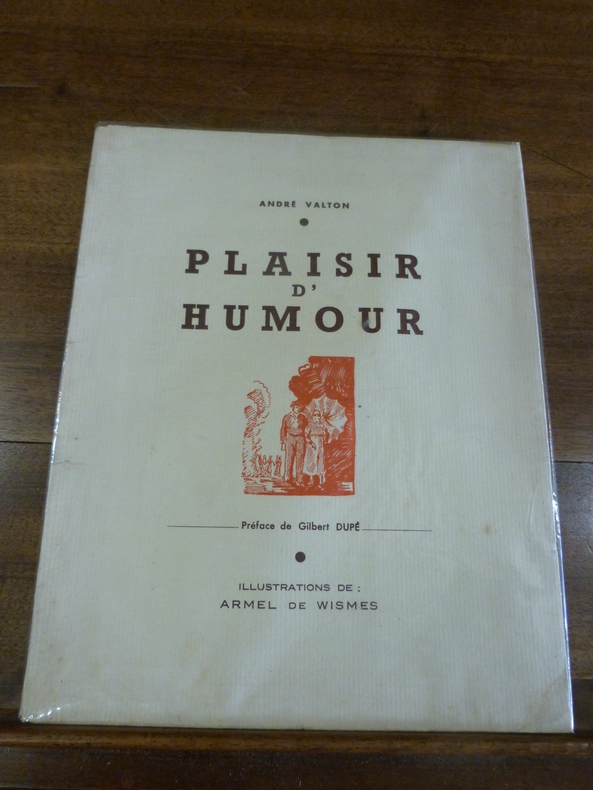 ANDRÉ VALTON
PLAISIR
D'
HUMOUR
Préface de Gilbert DUPÉ
ILLUSTRATIONS DE :
ARMEL DE WISMES